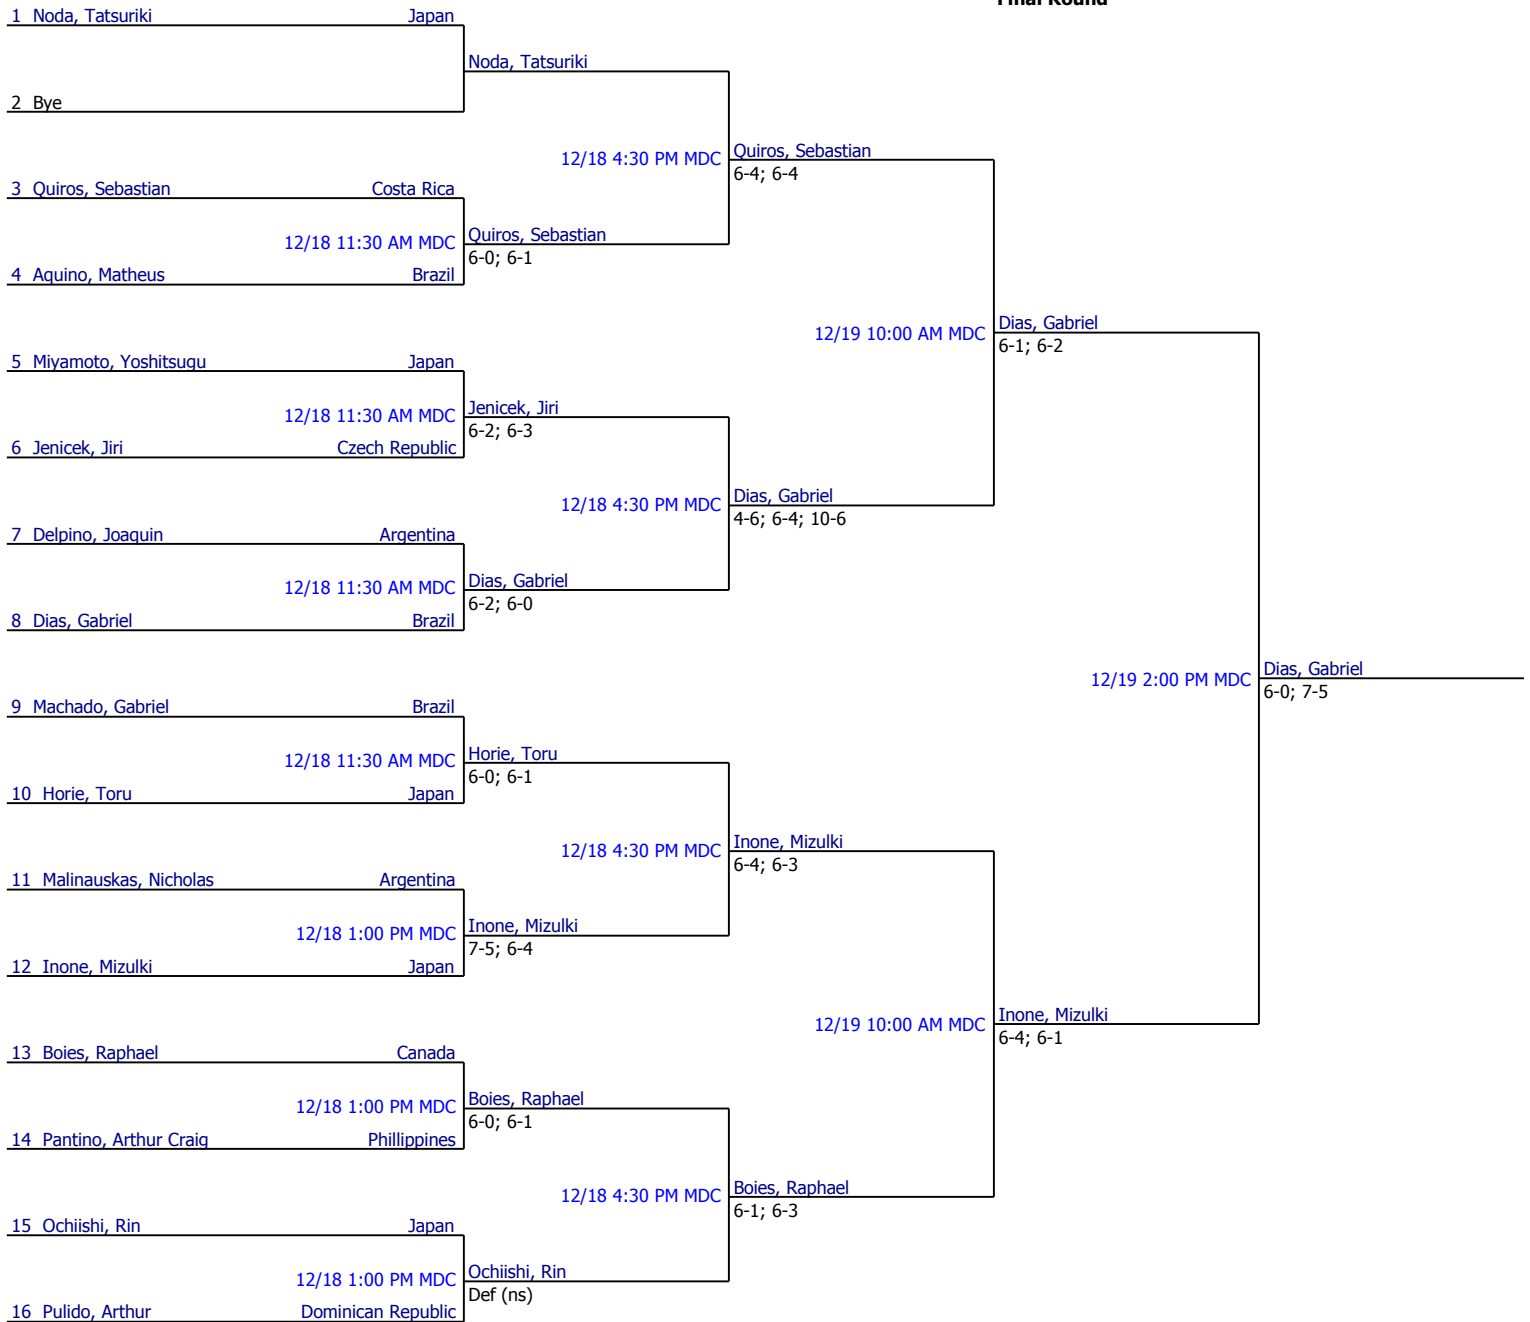 Final Round
1 Noda, Tatsuriki Japan
Noda, Tatsuriki
2 Bye
12/18 4:30 PM MDC Quiros, Sebastian
6-4; 6-4
3 Quiros, Sebastian Costa Rica
12/18 11:30 AM MDC Quiros, Sebastian
6-0; 6-1
4 Aquino, Matheus Brazil
12/19 10:00 AM MDC Dias, Gabriel
6-1; 6-2
5 Miyamoto, Yoshitsugu Japan
12/18 11:30 AM MDC Jenicek, Jiri
6-2; 6-3
6 Jenicek, Jiri Czech Republic
12/18 4:30 PM MDC Dias, Gabriel
4-6; 6-4; 10-6
7 Delpino, Joaquin Argentina
12/18 11:30 AM MDC Dias, Gabriel
6-2; 6-0
8 Dias, Gabriel Brazil
12/19 2:00 PM MDC Dias, Gabriel
6-0; 7-5
9 Machado, Gabriel Brazil
12/18 11:30 AM MDC Horie, Toru
6-0; 6-1
10 Horie, Toru Japan
12/18 4:30 PM MDC Inone, Mizulki
6-4; 6-3
11 Malinauskas, Nicholas Argentina
12/18 1:00 PM MDC Inone, Mizulki
7-5; 6-4
12 Inone, Mizulki Japan
12/19 10:00 AM MDC Inone, Mizulki
6-4; 6-1
13 Boies, Raphael Canada
12/18 1:00 PM MDC Boies, Raphael
6-0; 6-1
14 Pantino, Arthur Craig Phillippines
12/18 4:30 PM MDC Boies, Raphael
6-1; 6-3
15 Ochiishi, Rin Japan
12/18 1:00 PM MDC Ochiishi, Rin
Def (ns)
16 Pulido, Arthur Dominican Republic